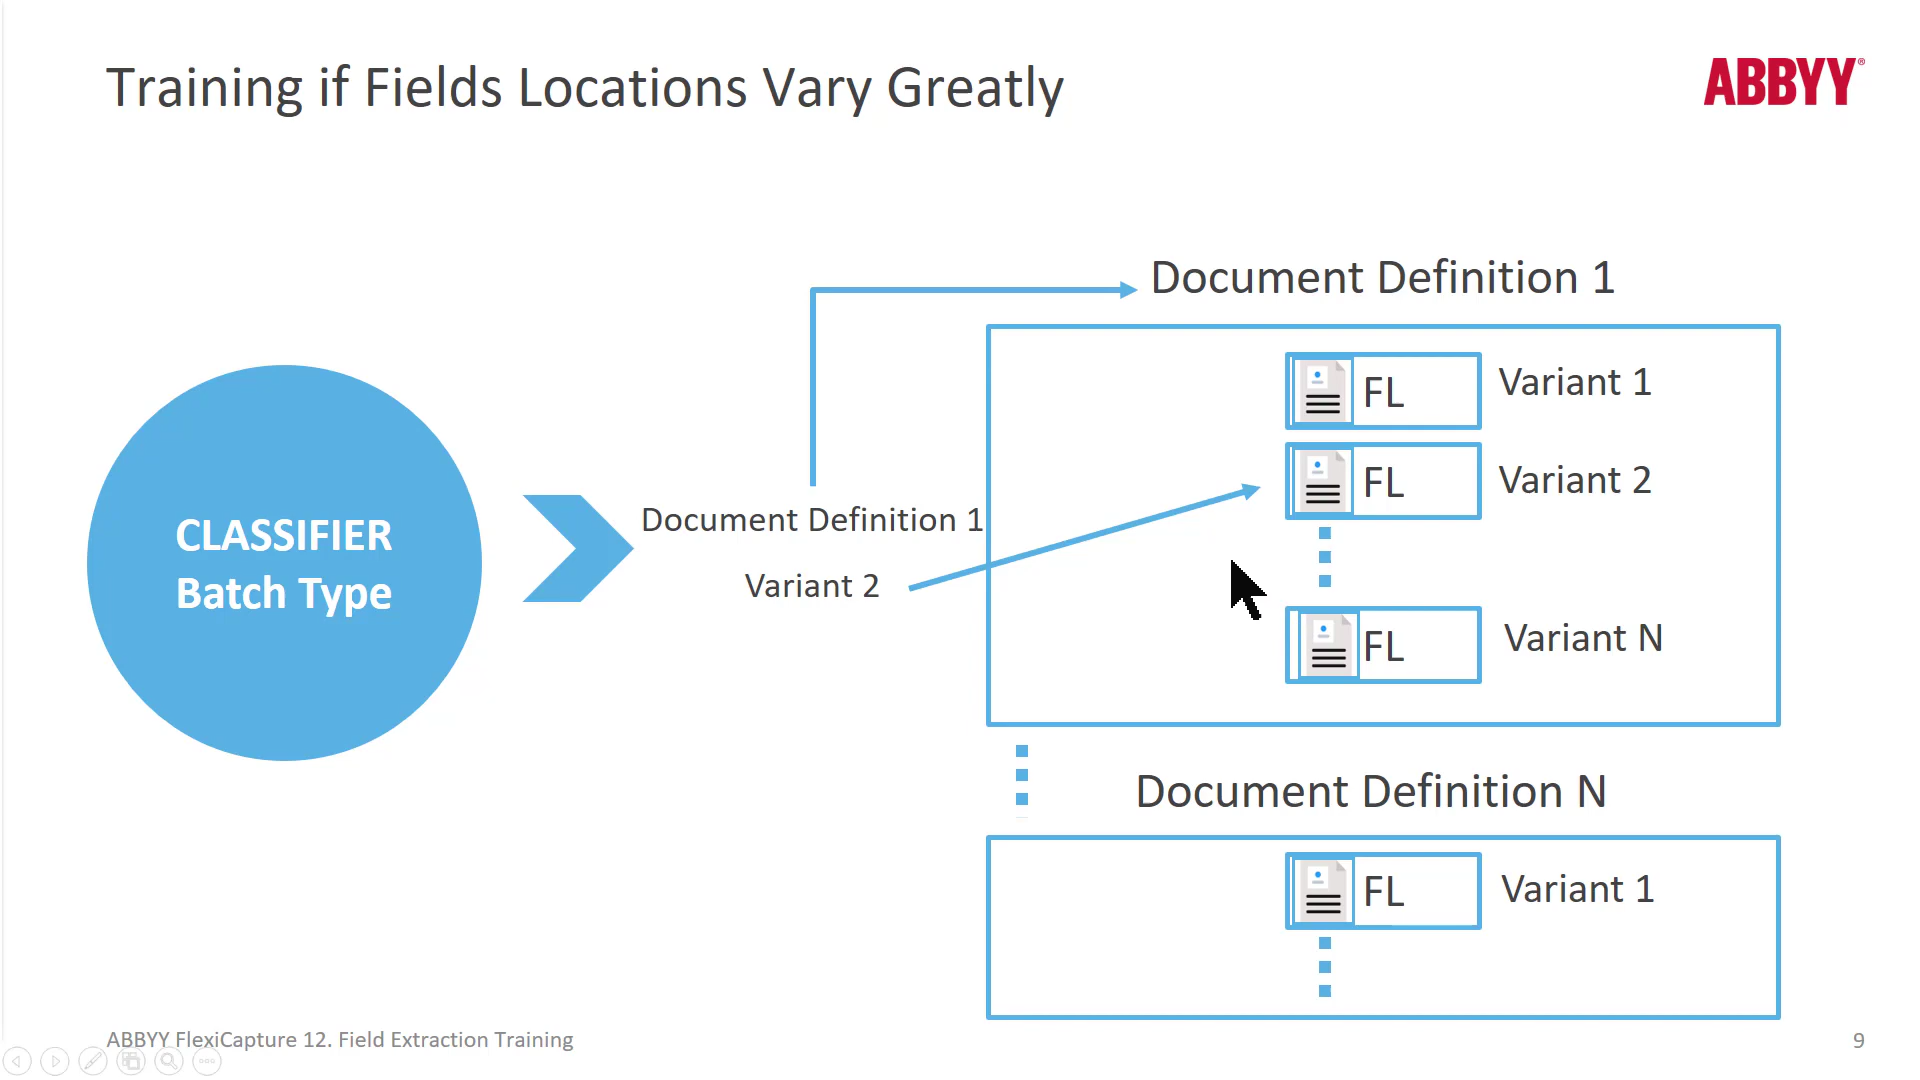 Training if Fields Locations Vary Greatly
ABBYY®
Document Definition 1
FL Variant 1
FL Variant 2
FL Variant N
CLASSIFIER
Batch Type
Document Definition 1
Variant 2
Document Definition N
FL Variant 1
ABBYY FlexiCapture 12. Field Extraction Training
9